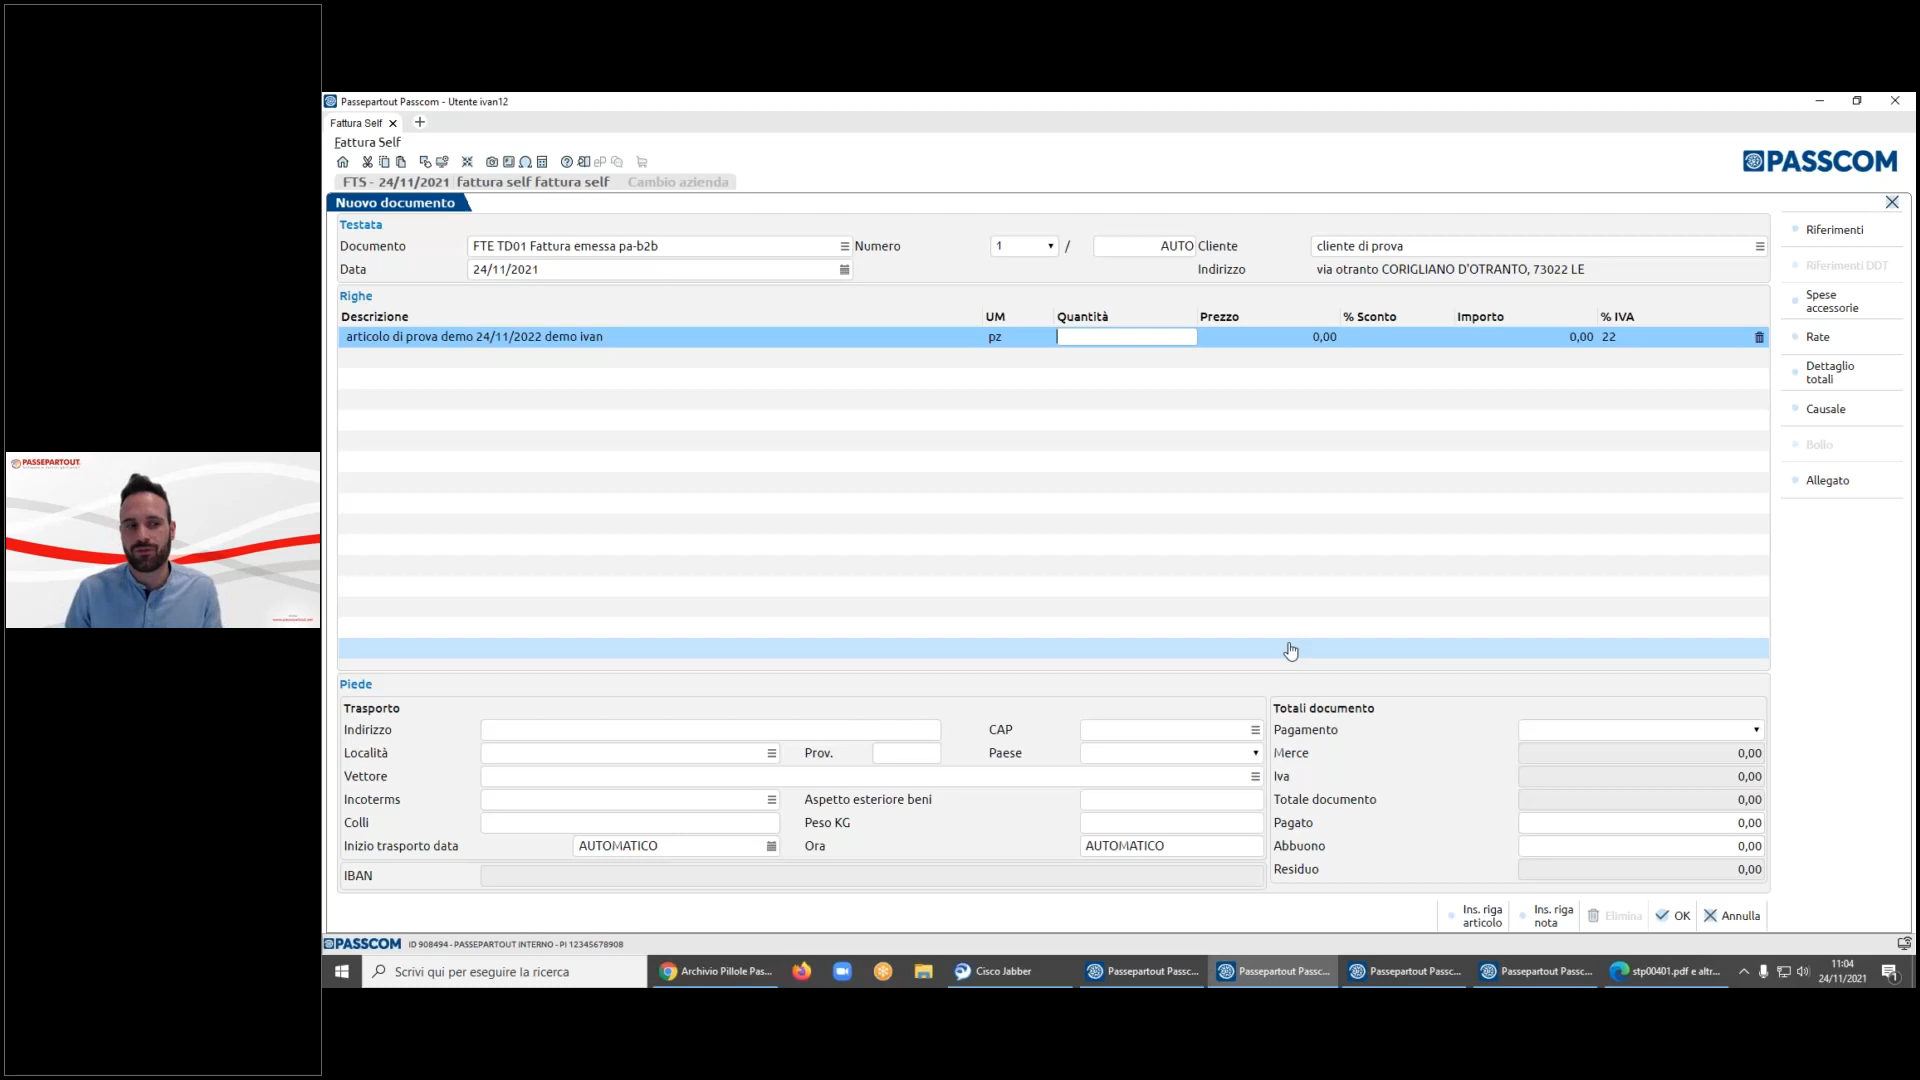 PASSEPARTOUT
Passepartout Passcom - Utente ivan12
Fattura Self
Fattura Self
PASSCOM
FTS - 24/11/2021 fattura self fattura self Cambio azienda
Nuovo documento
Testata
Documento FTE TD01 Fattura emessa pa-b2b Numero 1 / AUTO Cliente cliente di prova
Data 24/11/2021 Indirizzo via otranto CORIGLIANO D'OTRANTO, 73022 LE
Righe
Descrizione UM Quantità Prezzo % Sconto Importo % IVA
articolo di prova demo 24/11/2022 demo ivan pz 0,00 0,00 22
Riferimenti
Riferimenti DDT
Spese
accessorie
Rate
Dettaglio
totali
Causale
Bollo
Allegato
Piede
Trasporto
Indirizzo CAP
Località Prov. Paese
Vettore
Incoterms Aspetto esteriore beni
Colli Peso KG
Inizio trasporto data AUTOMATICO Ora AUTOMATICO
IBAN
Totali documento
Pagamento
Merce 0,00
Iva 0,00
Totale documento 0,00
Pagato 0,00
Abbuono 0,00
Residuo 0,00
Ins. riga
articolo
Ins. riga
nota
Elimina
OK
Annulla
PASSCOM ID 908494 - PASSEPARTOUT INTERNO - PI 12345678908
Scrivi qui per eseguire la ricerca
Archivio Pillole Pas...
Cisco Jabber
Passepartout Passc...
Passepartout Passc...
Passepartout Passc...
Passepartout Passc...
stp00401.pdf e altr...
11:04
24/11/2021
1